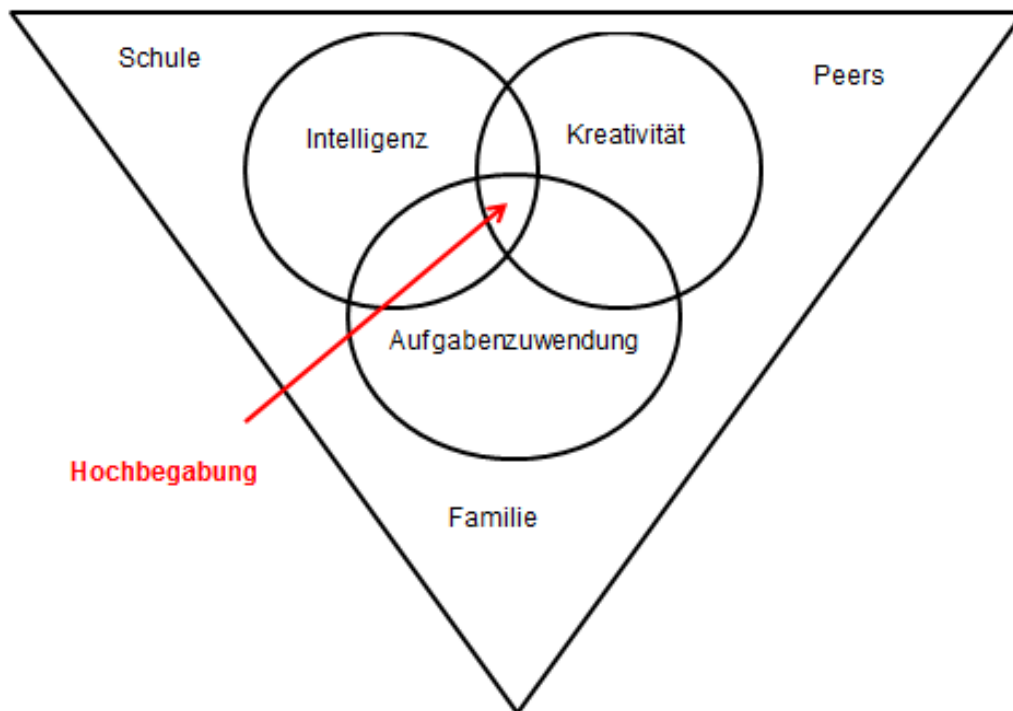 Schule
Peers
Intelligenz
Kreativität
Aufgabenzuwendung
Hochbegabung
Familie